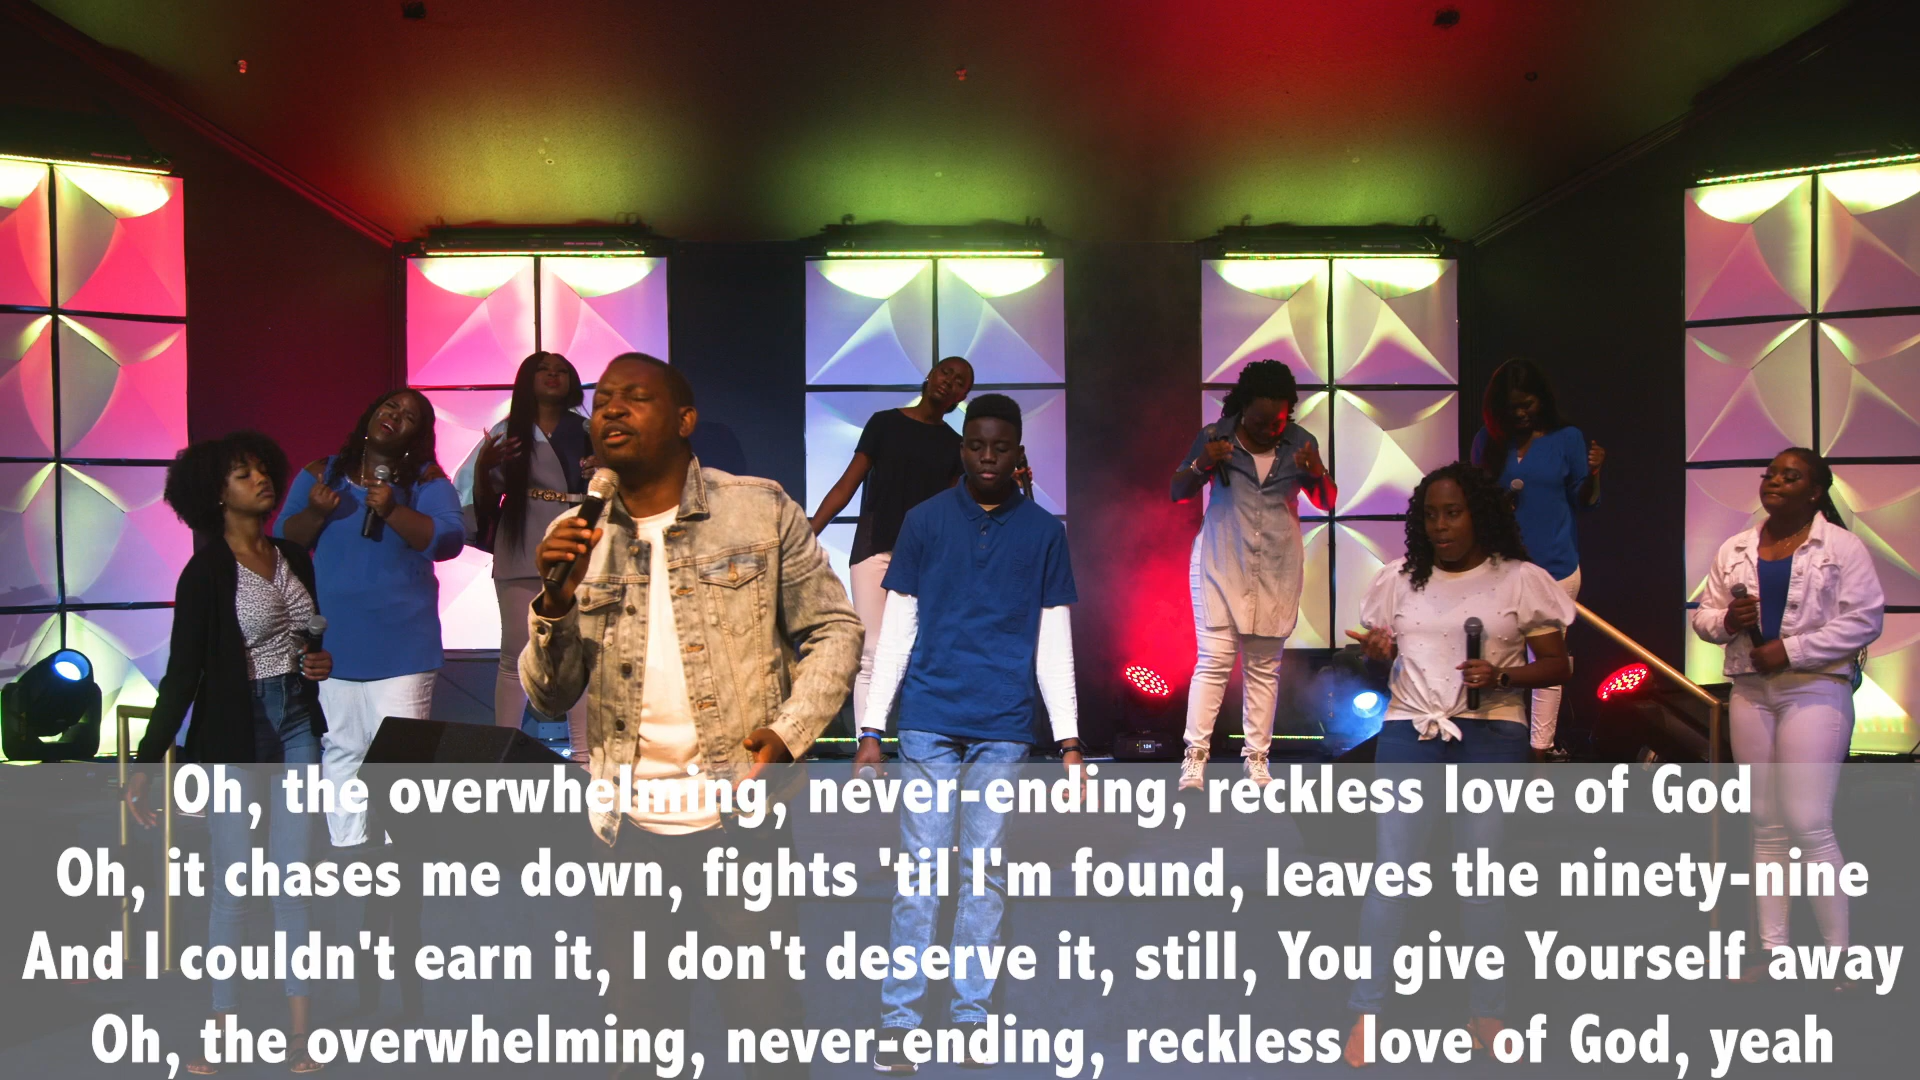 Oh, the overwhelming, never-ending, reckless love of God
Oh, it chases me down, fights 'til I'm found, leaves the ninety-nine
And I couldn't earn it, I don't deserve it, still, You give Yourself away
Oh, the overwhelming, never-ending, reckless love of God, yeah